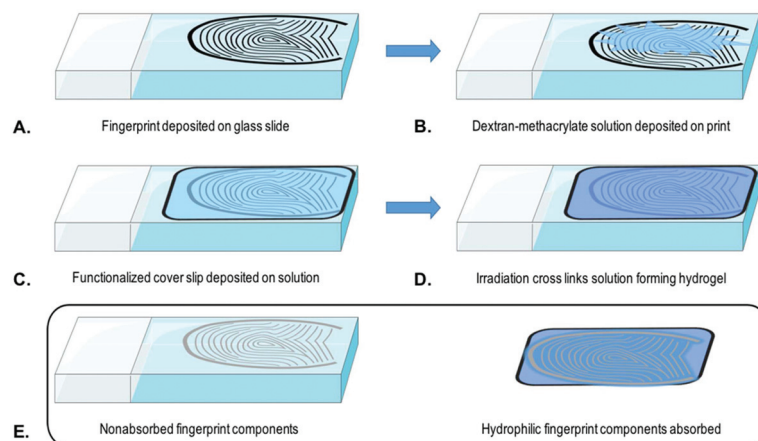 A. Fingerprint deposited on glass slide
B. Dextran-methacrylate solution deposited on print
C. Functionalized cover slip deposited on solution
D. Irradiation cross links solution forming hydrogel
E. Nonabsorbed fingerprint components
Hydrophilic fingerprint components absorbed